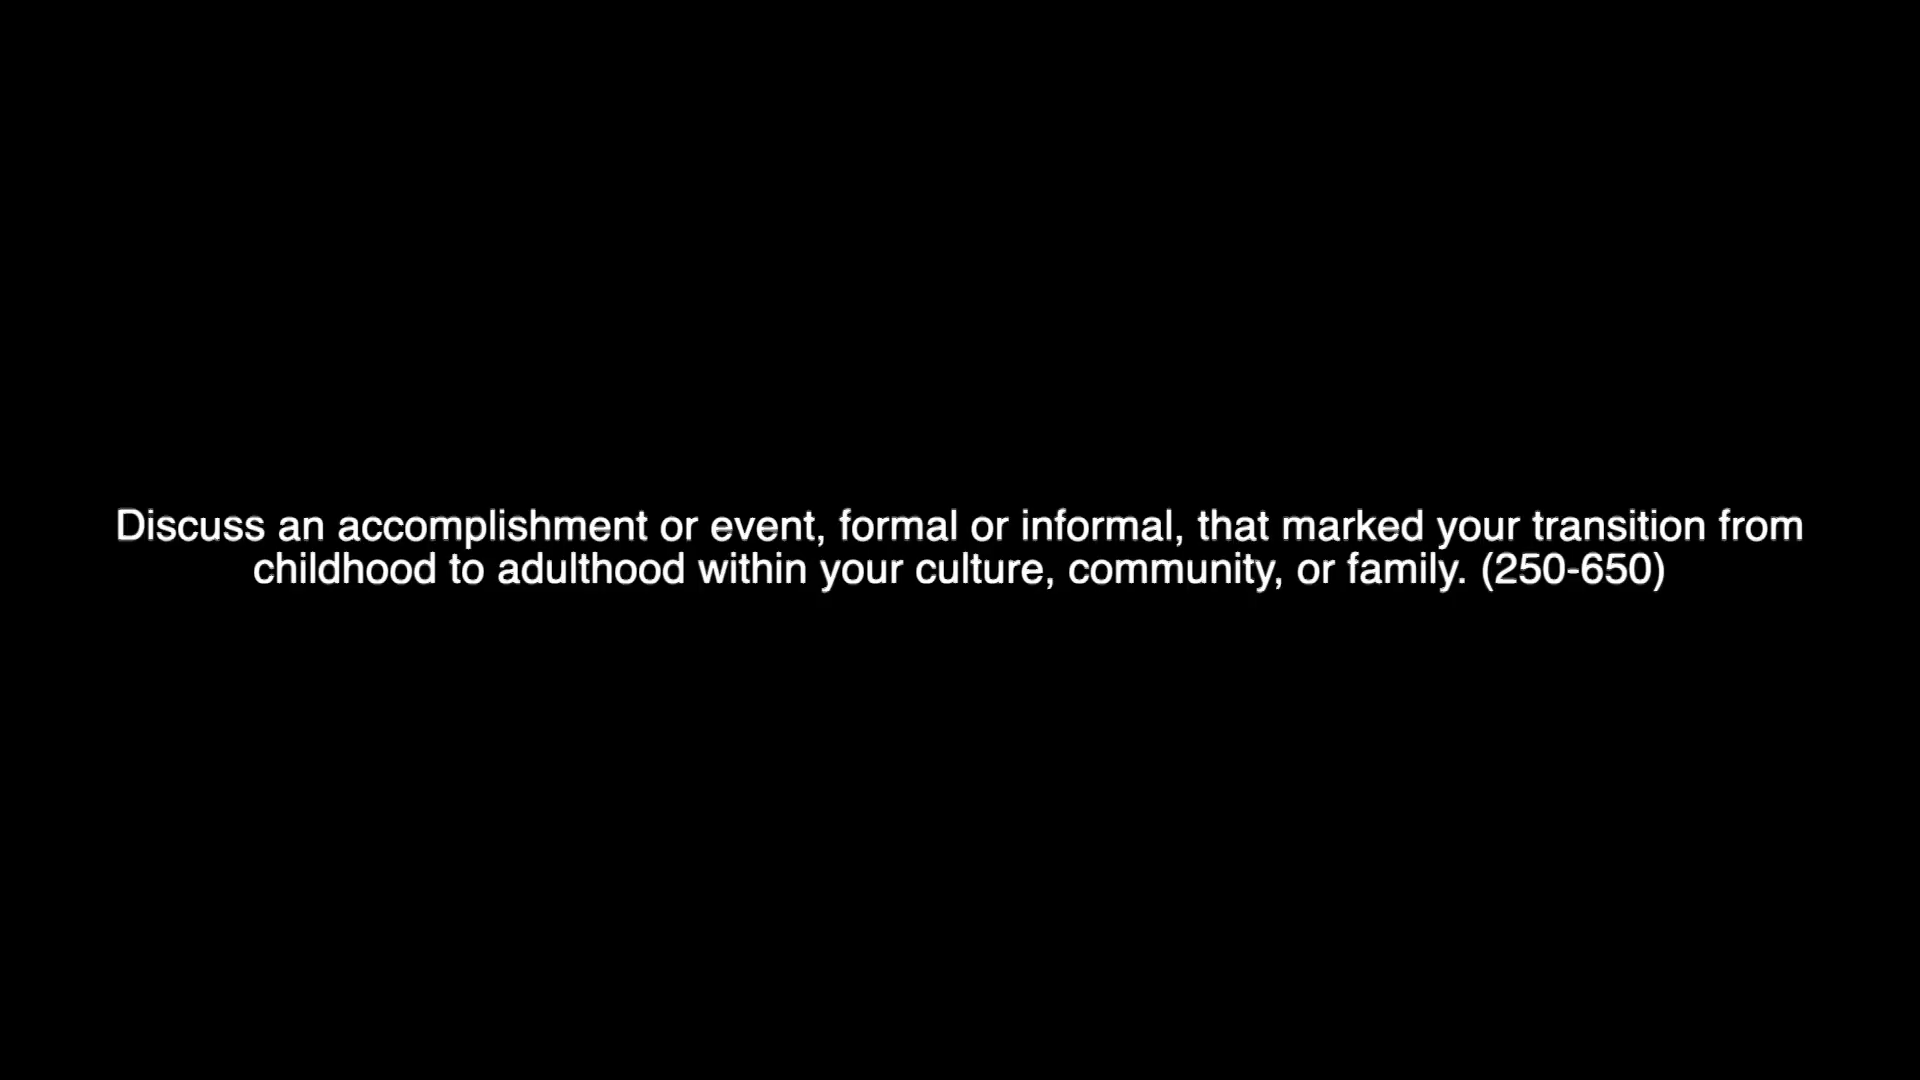 Discuss an accomplishment or event, formal or informal, that marked your transition from
childhood to adulthood within your culture, community, or family. (250-650)